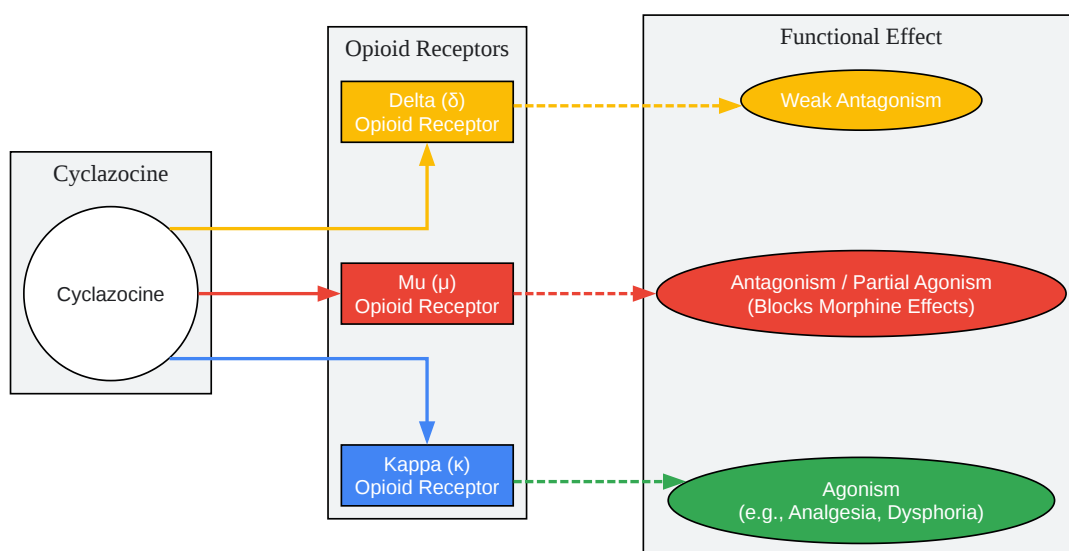 Cyclazocine
Cyclazocine
Opioid Receptors
Delta (δ)
Opioid Receptor
Mu (μ)
Opioid Receptor
Kappa (κ)
Opioid Receptor
Functional Effect
Weak Antagonism
Antagonism / Partial Agonism
(Blocks Morphine Effects)
Agonism
(e.g., Analgesia, Dysphoria)